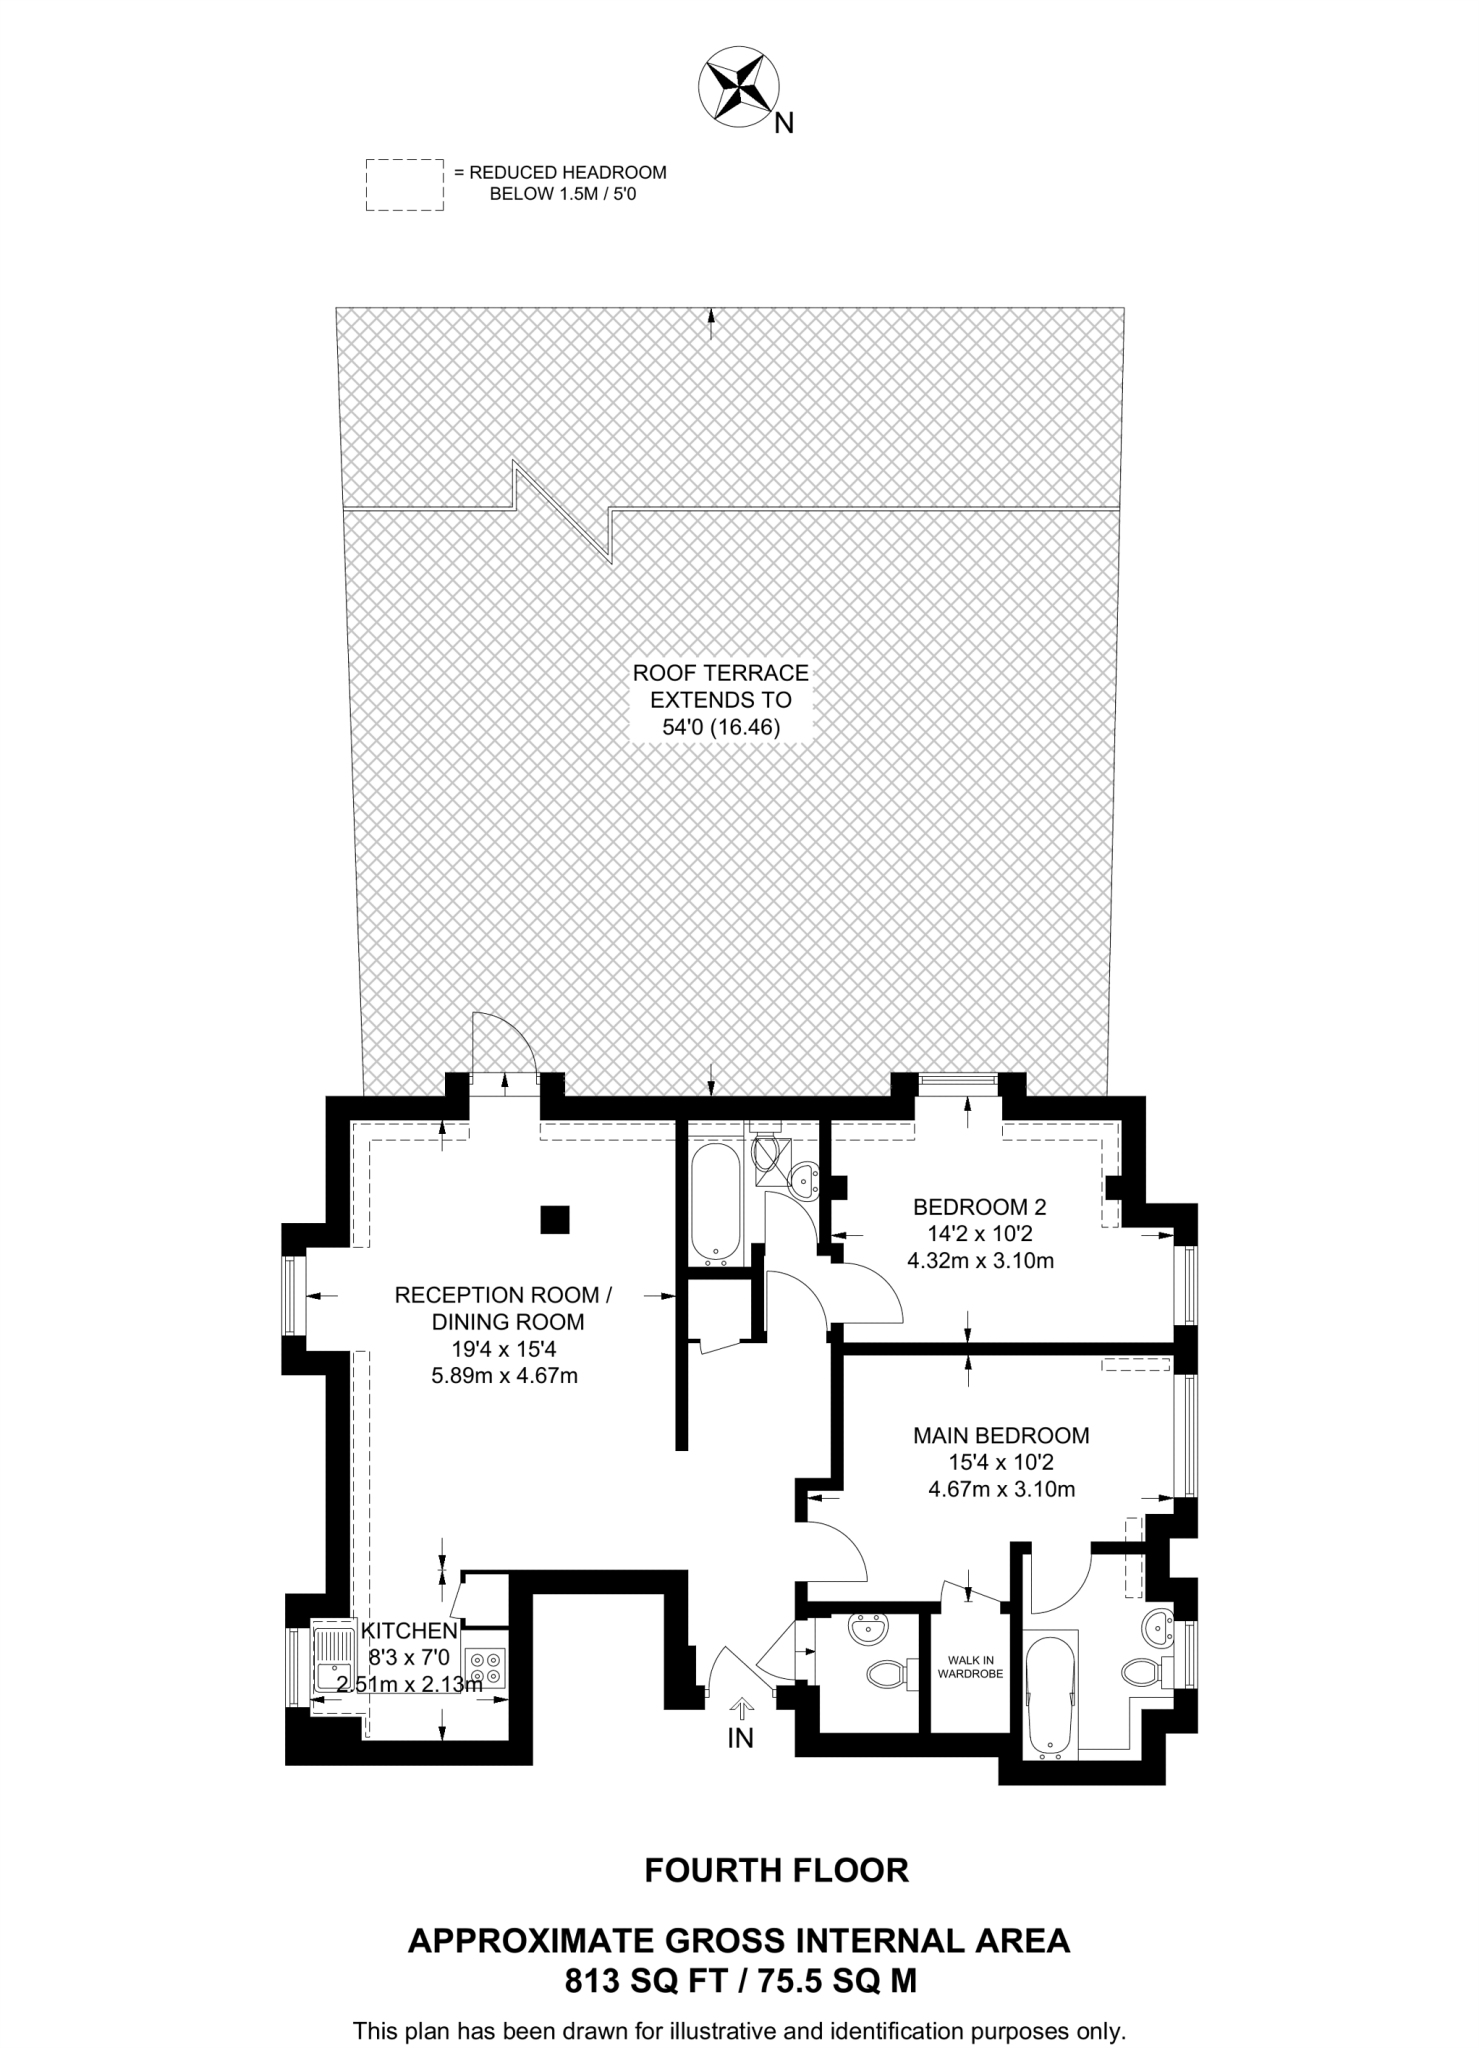 N
= REDUCED HEADROOM
BELOW 1.5M / 5'0
ROOF TERRACE
EXTENDS TO
54'0 (16.46)
BEDROOM 2
14'2 x 10'2
4.32m x 3.10m
RECEPTION ROOM /
DINING ROOM
19'4 x 15'4
5.89m x 4.67m
MAIN BEDROOM
15'4 x 10'2
4.67m x 3.10m
KITCHEN
8'3 x 7'0
2.51m x 2.13m
WALK IN
WARDROBE
IN
FOURTH FLOOR
APPROXIMATE GROSS INTERNAL AREA
813 SQ FT / 75.5 SQ M
This plan has been drawn for illustrative and identification purposes only.